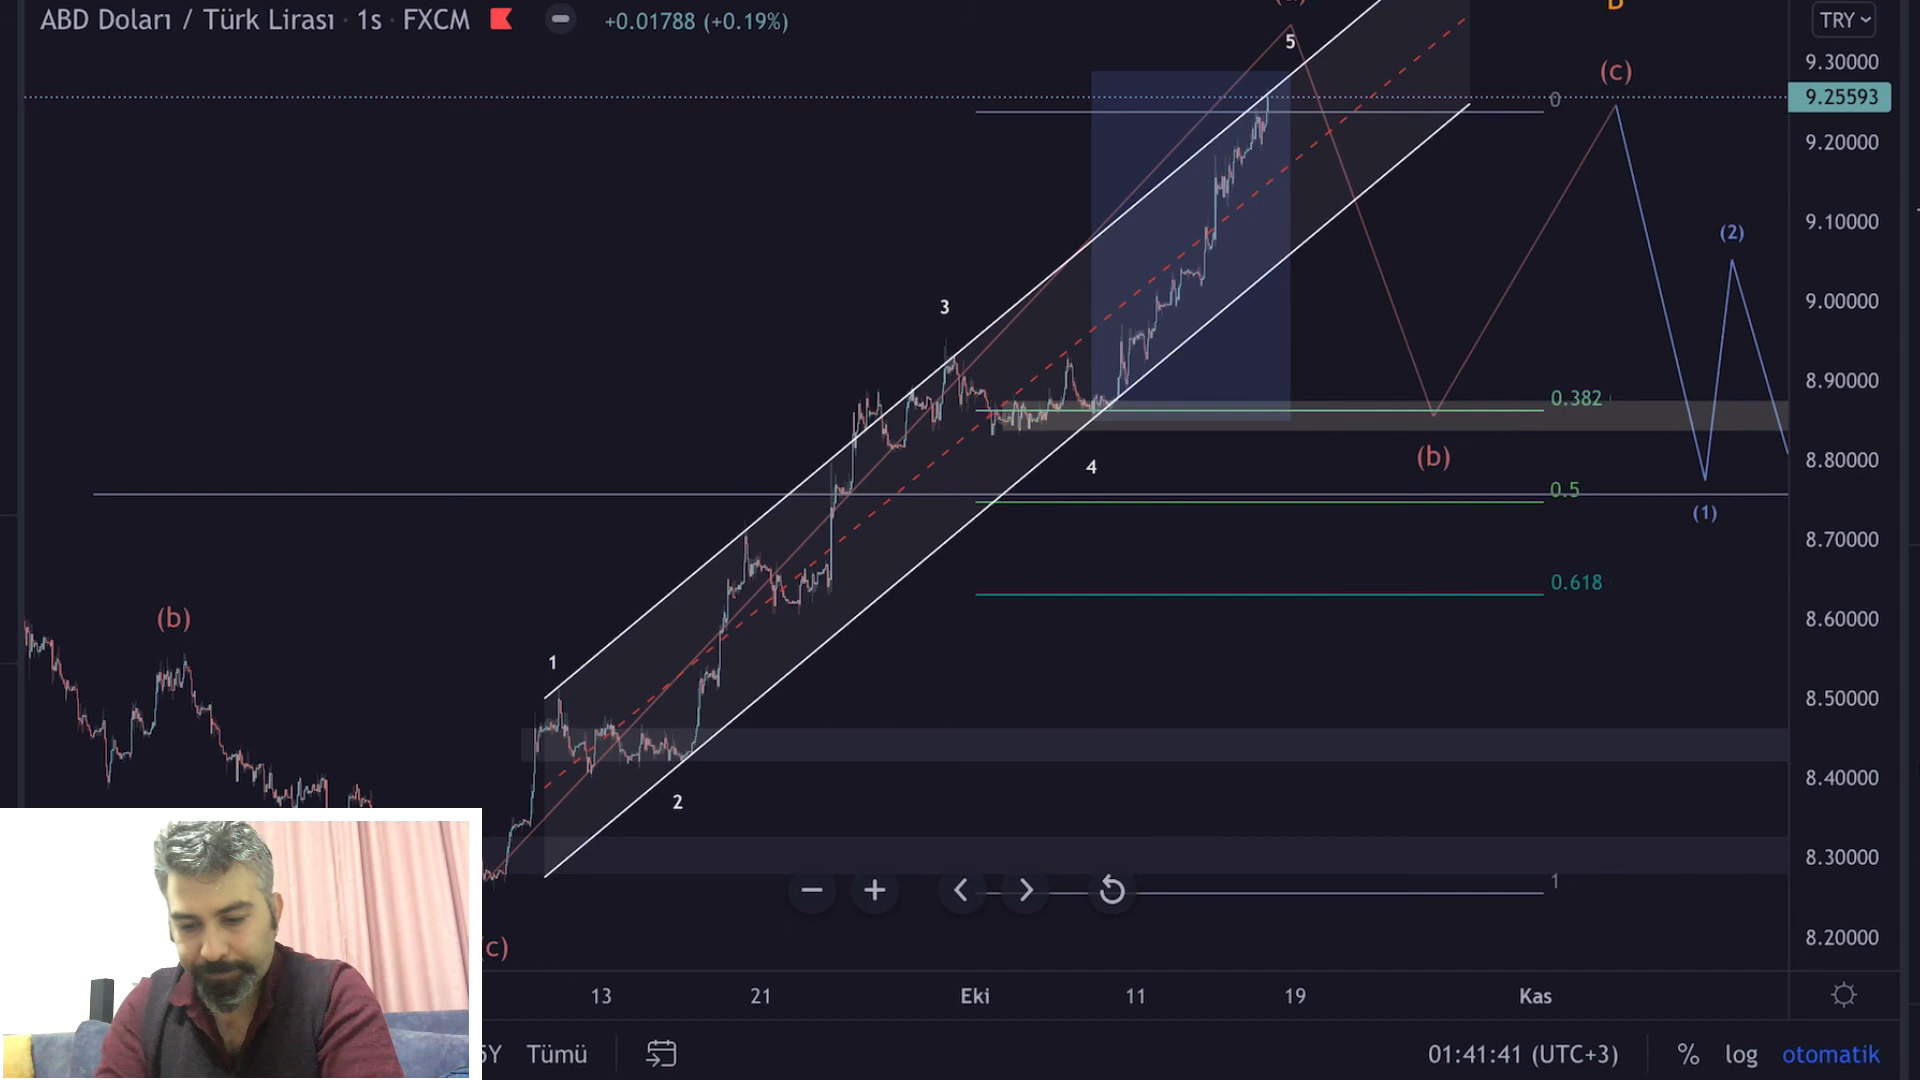 ABD Doları / Türk Lirası · 1s · FXCM
+0.01788 (+0.19%)
TRY
9.30000
9.25593
9.20000
9.10000
9.00000
8.90000
8.80000
8.70000
8.60000
8.50000
8.40000
8.30000
8.20000
5
(c)
0
(2)
3
0.382
(b)
4
0.5
(1)
0.618
(b)
1
2
1
(c)
13
21
Eki
11
19
Kas
5Y
Tümü
01:41:41 (UTC+3)
%
log
otomatik